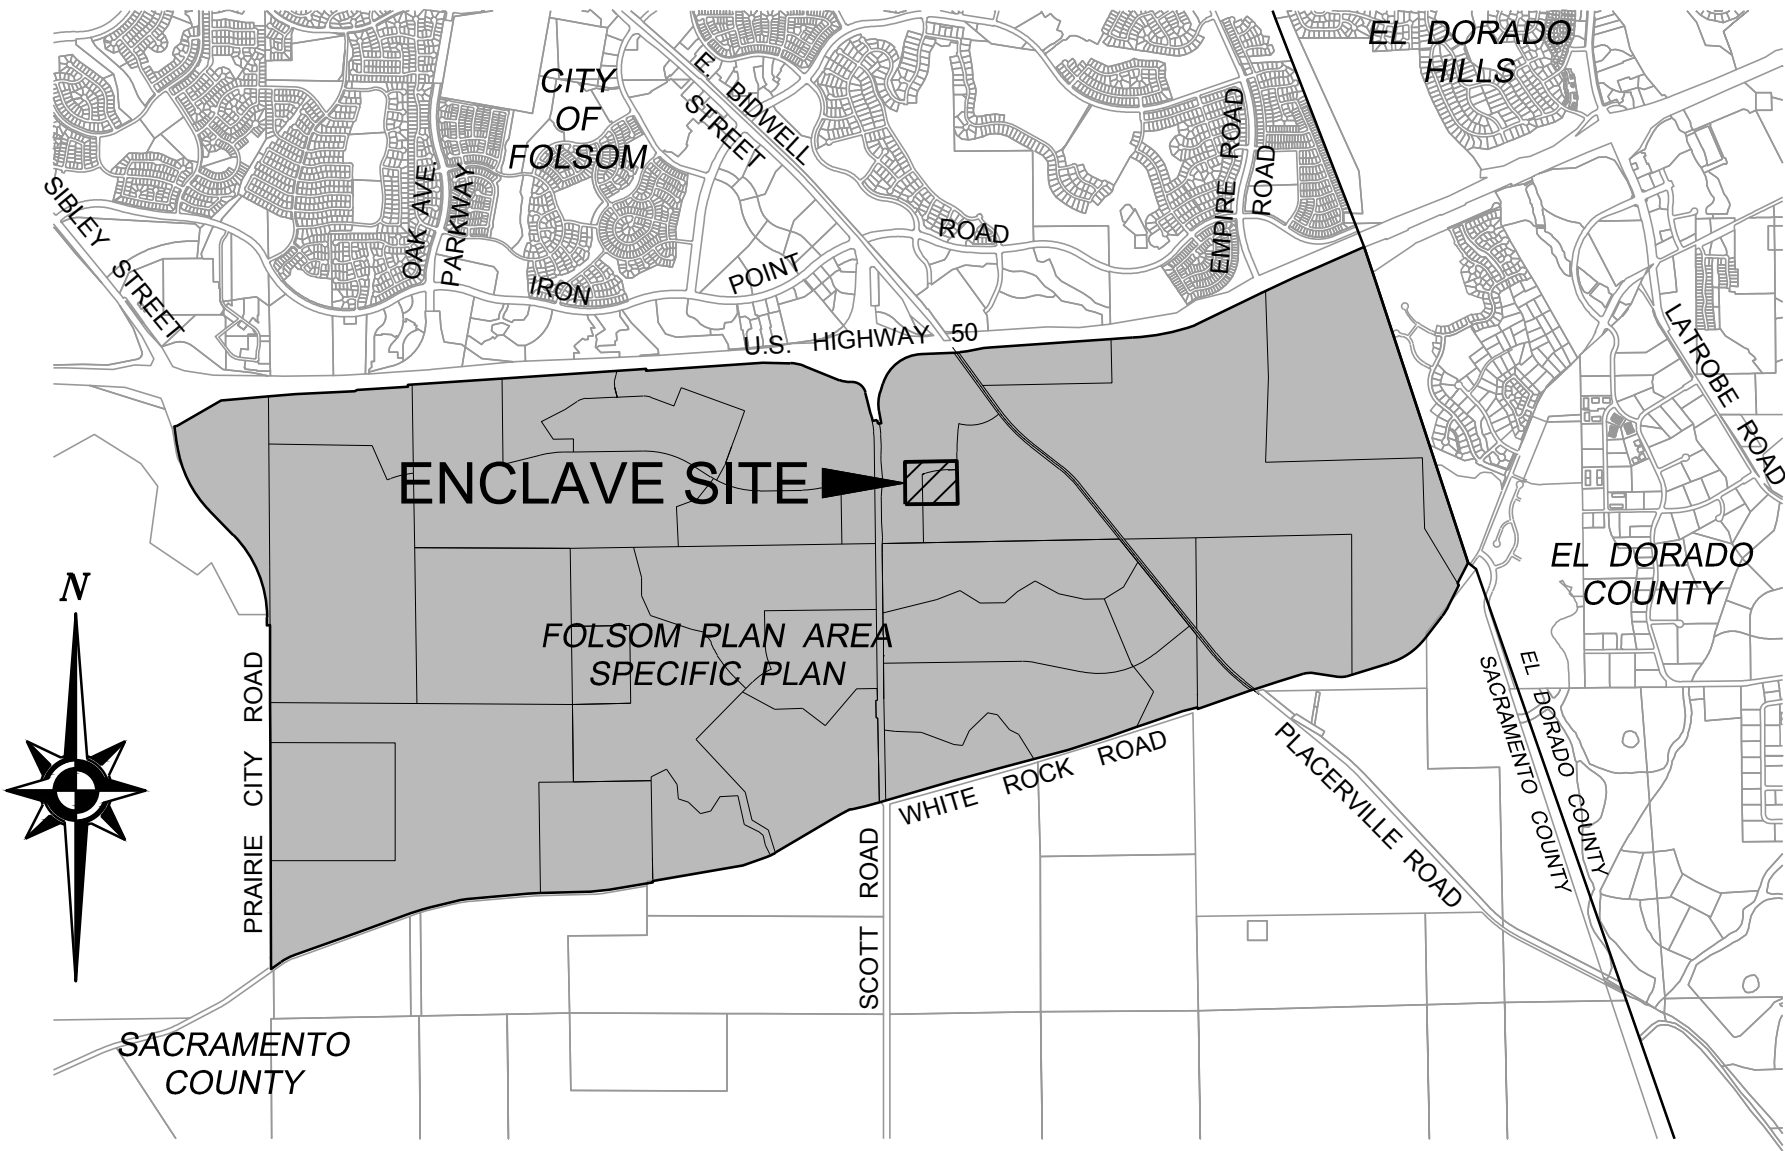 EL DORADO
HILLS
CITY
OF
FOLSOM
E. BIDWELL
STREET
EMPIRE ROAD
ROAD
OAK AVE.
PARKWAY
SIBLEY
STREET
IRON
POINT
ROAD
U.S. HIGHWAY 50
LATROBE ROAD
ENCLAVE SITE
EL DORADO
COUNTY
N
FOLSOM PLAN AREA
SPECIFIC PLAN
PRAIRIE CITY ROAD
SCOTT ROAD
WHITE ROCK ROAD
PLACERVILLE ROAD
EL DORADO COUNTY
SACRAMENTO COUNTY
SACRAMENTO
COUNTY